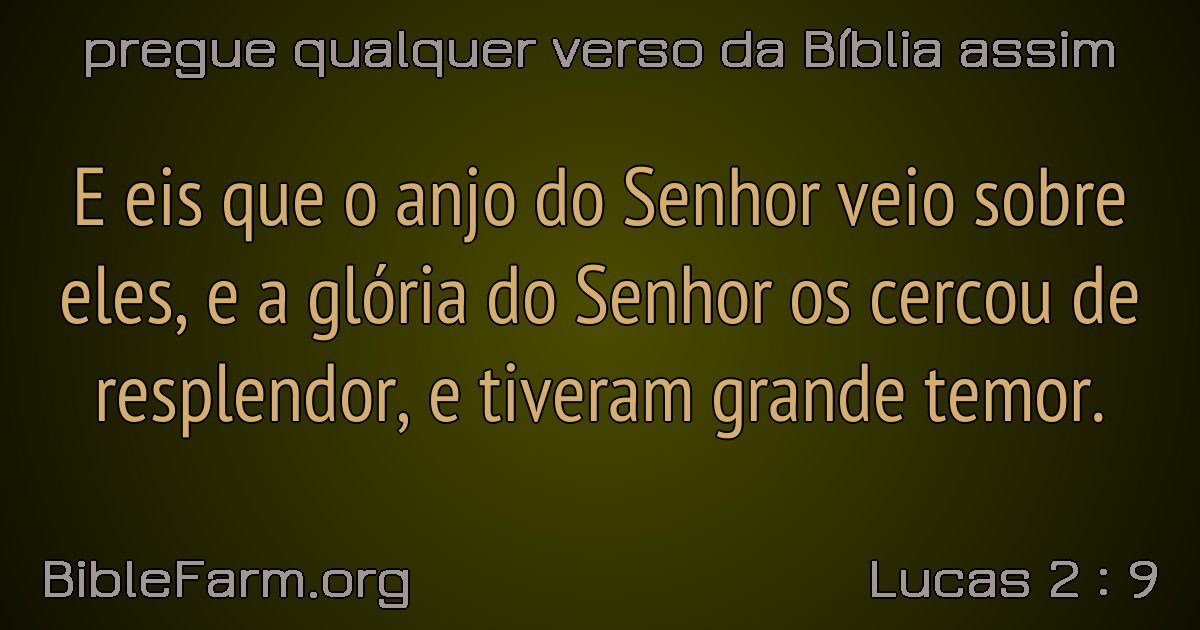 pregue qualquer verso da Bíblia assim
E eis que o anjo do Senhor veio sobre
eles, e a glória do Senhor os cercou de
resplendor, e tiveram grande temor.
BibleFarm.org
Lucas 2 : 9